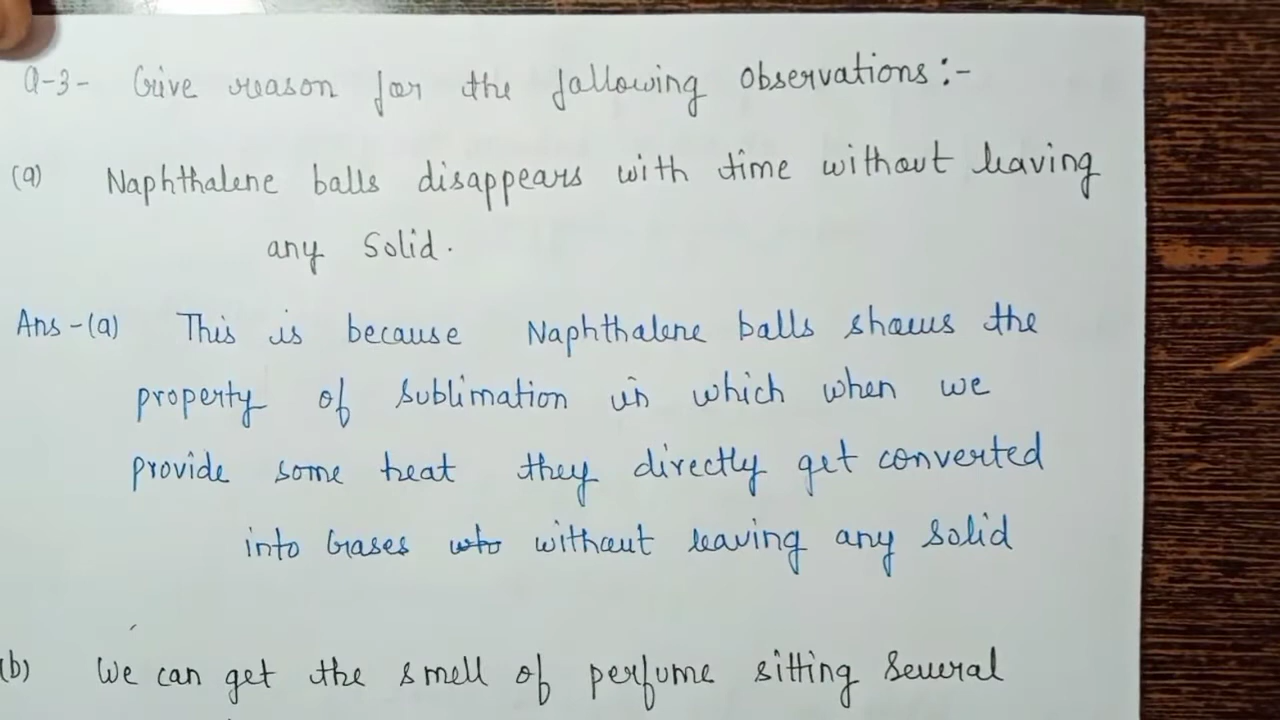 Q-3- Give reason for the following observations :-
(a) Naphthalene balls disappears with time without leaving
any solid.
Ans-(a) This is because Naphthalene balls shows the
property of sublimation in which when we
provide some heat they directly get converted
into Gases who without leaving any solid
(b) We can get the smell of perfume sitting several